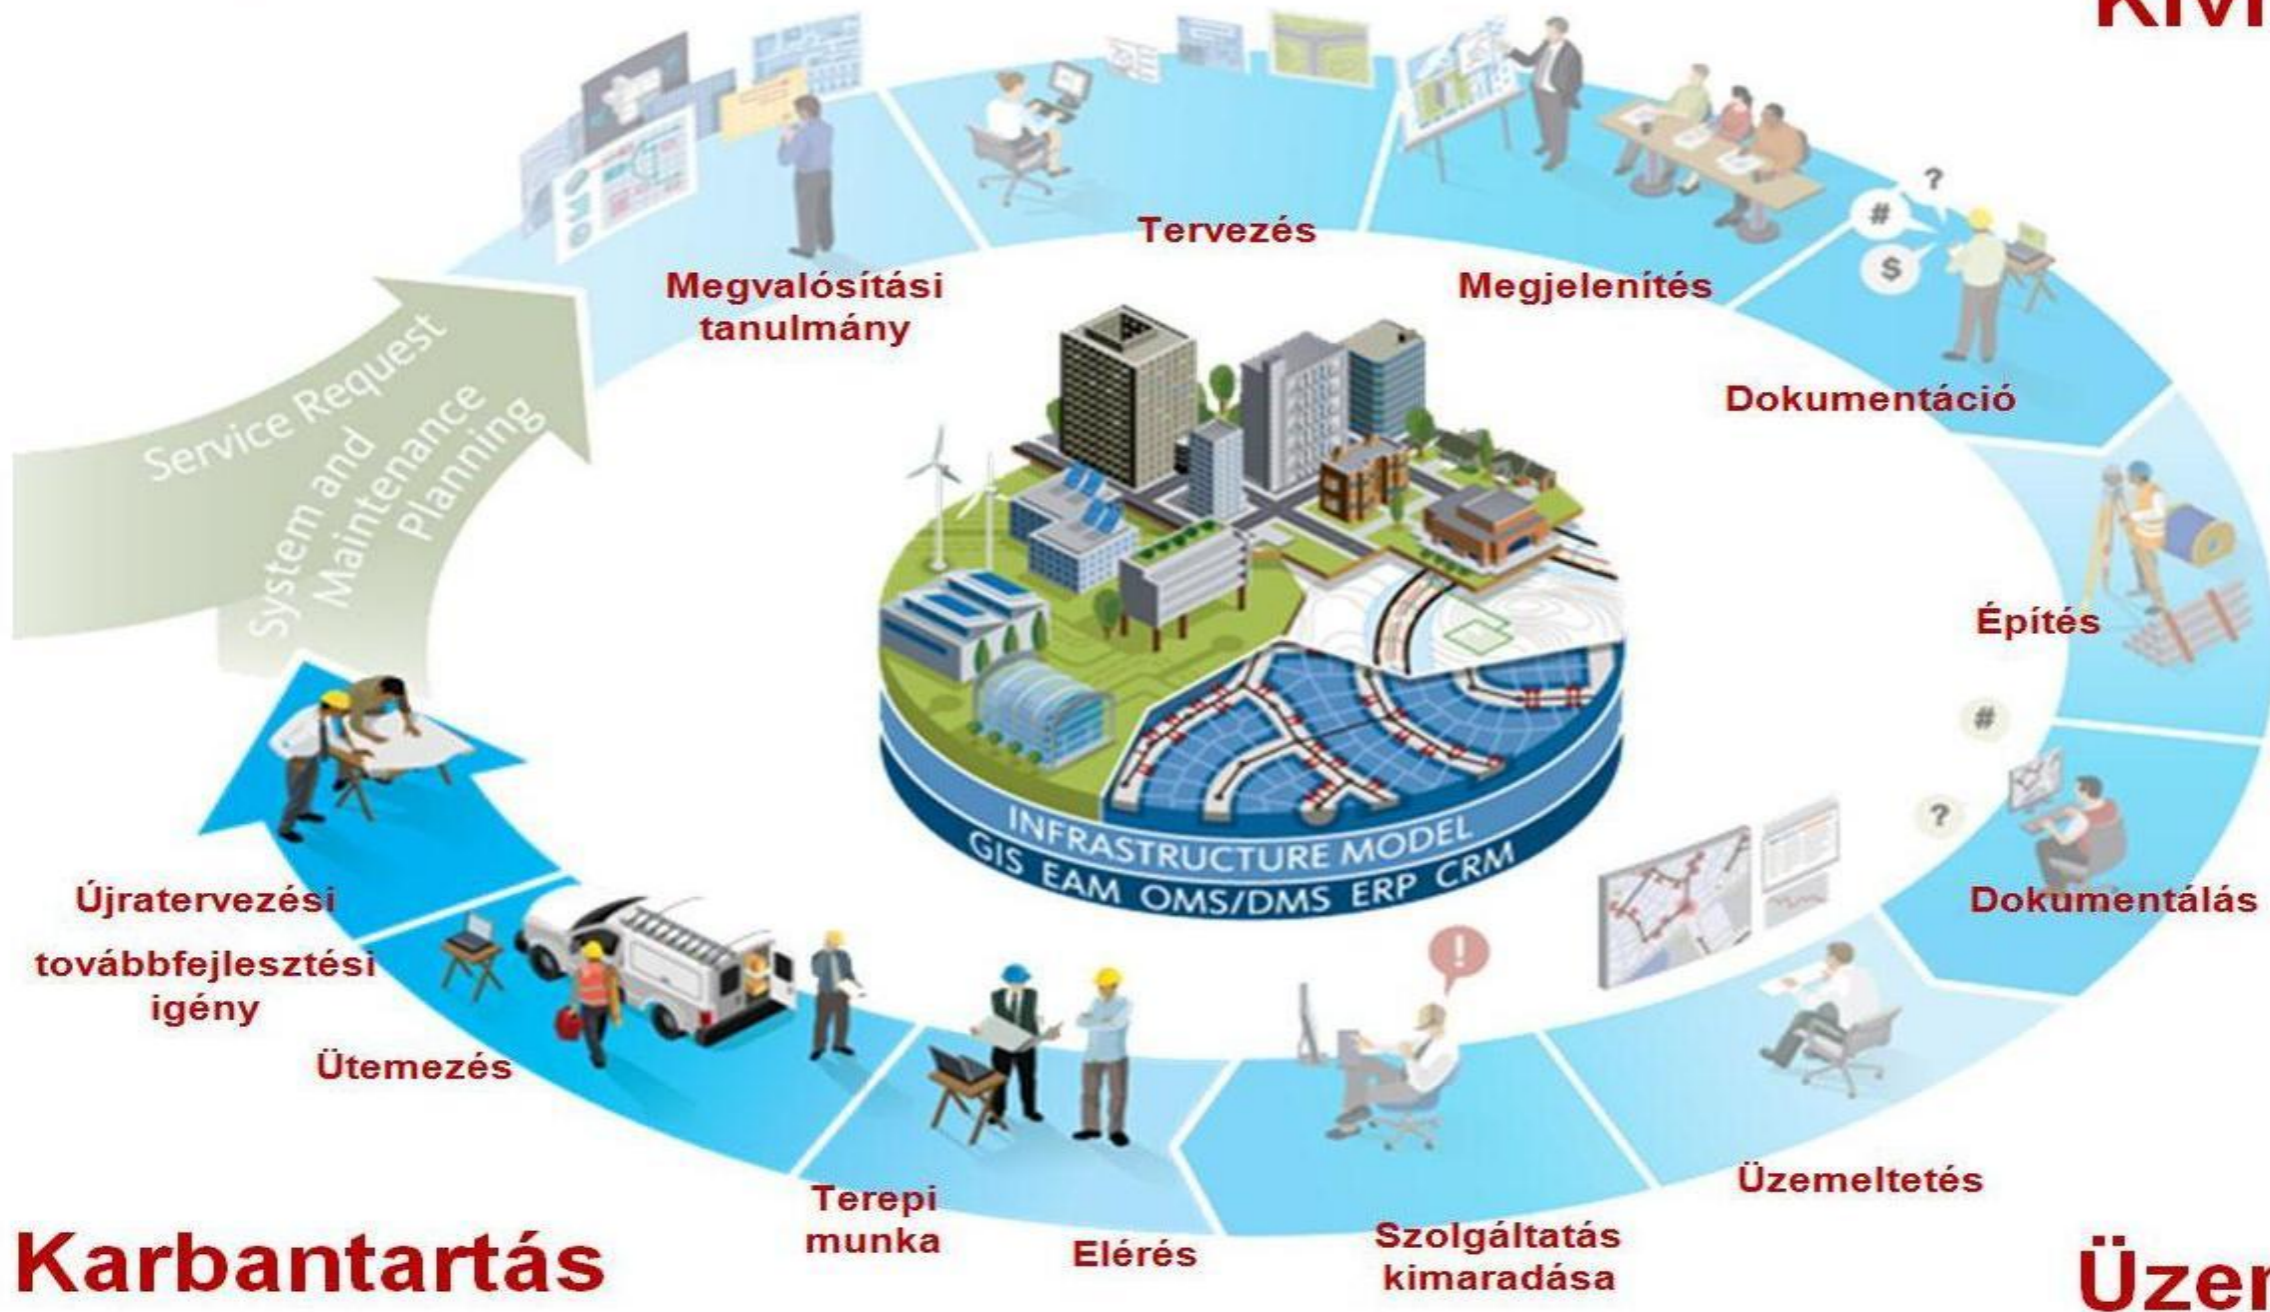 ?
#
$
Tervezés
Megvalósítási
tanulmány
Megjelenítés
Service Request
System and
Maintenance
Planning
Dokumentáció
Építés
#
?
INFRASTRUCTURE MODEL
GIS EAM OMS/DMS ERP CRM
Dokumentálás
Újratervezési
továbbfejlesztési
igény
!
Ütemezés
Üzemeltetés
Terepi
munka
Elérés
Szolgáltatás
kimaradása
Karbantartás